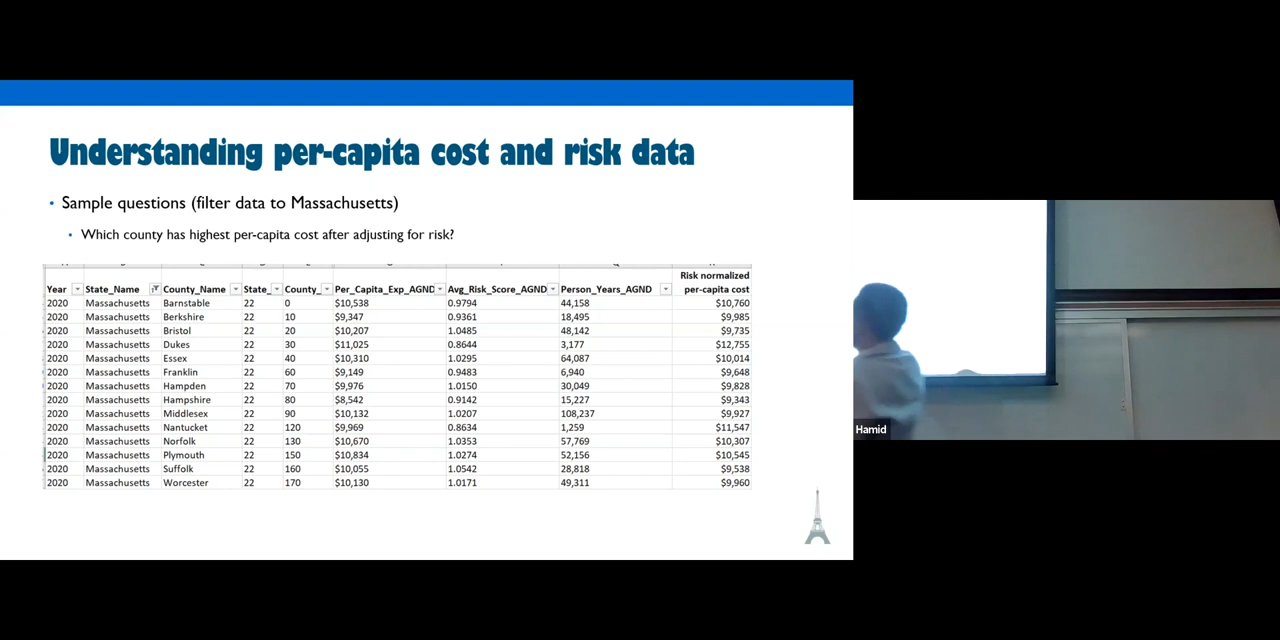 Understanding per-capita cost and risk data
• Sample questions (filter data to Massachusetts)
• Which county has highest per-capita cost after adjusting for risk?
Risk normalized
Year State_Name County_Name State_ County_ Per_Capita_Exp_AGND Avg_Risk_Score_AGND Person_Years_AGND per-capita cost
2020 Massachusetts Barnstable 22 0 $10,538 0.9794 44,158 $10,760
2020 Massachusetts Berkshire 22 10 $9,347 0.9361 18,495 $9,985
2020 Massachusetts Bristol 22 20 $10,207 1.0485 48,142 $9,735
2020 Massachusetts Dukes 22 30 $11,025 0.8644 3,177 $12,755
2020 Massachusetts Essex 22 40 $10,310 1.0295 64,087 $10,014
2020 Massachusetts Franklin 22 60 $9,149 0.9483 6,940 $9,648
2020 Massachusetts Hampden 22 70 $9,976 1.0150 30,049 $9,828
2020 Massachusetts Hampshire 22 80 $8,542 0.9142 15,227 $9,343
2020 Massachusetts Middlesex 22 90 $10,132 1.0207 108,237 $9,927
2020 Massachusetts Nantucket 22 120 $9,969 0.8634 1,259 $11,547
2020 Massachusetts Norfolk 22 130 $10,670 1.0353 57,769 $10,307
2020 Massachusetts Plymouth 22 150 $10,834 1.0274 52,156 $10,545
2020 Massachusetts Suffolk 22 160 $10,055 1.0542 28,818 $9,538
2020 Massachusetts Worcester 22 170 $10,130 1.0171 49,311 $9,960
Hamid